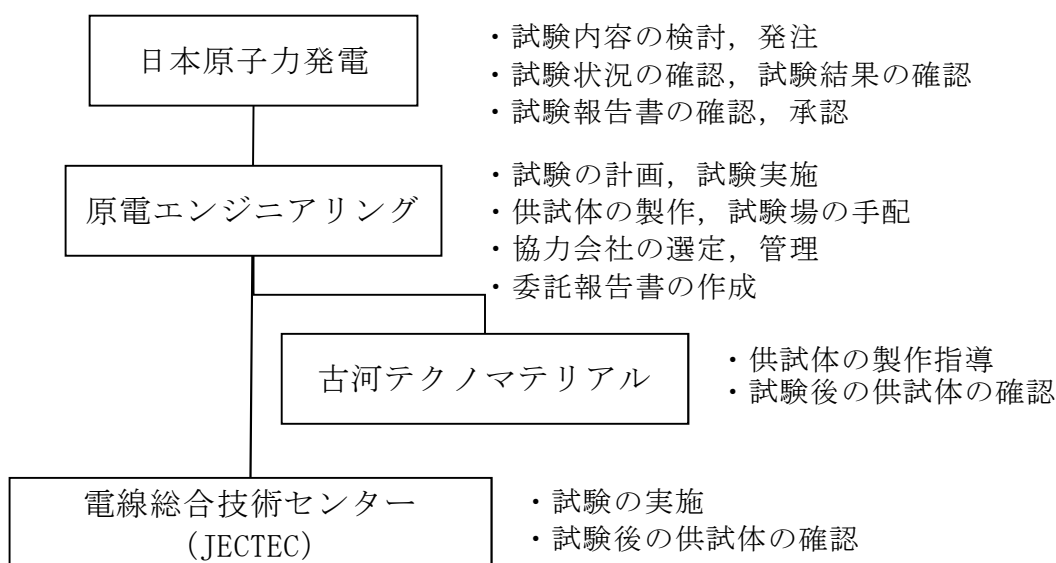 日本原子力発電
・試験内容の検討，発注
・試験状況の確認，試験結果の確認
・試験報告書の確認，承認
原電エンジニアリング
・試験の計画，試験実施
・供試体の製作，試験場の手配
・協力会社の選定，管理
・委託報告書の作成
古河テクノマテリアル
・供試体の製作指導
・試験後の供試体の確認
電線総合技術センター
（JECTEC）
・試験の実施
・試験後の供試体の確認